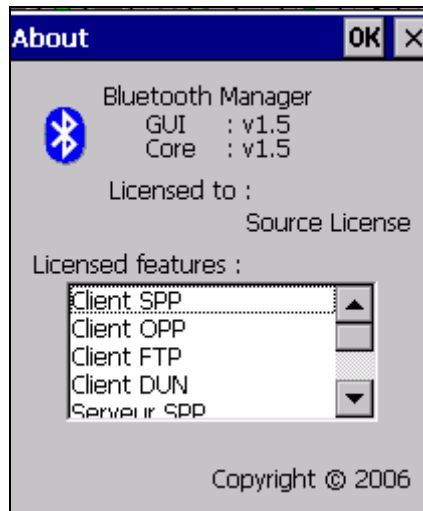 About OK ×
Bluetooth Manager
GUI : v1.5
Core : v1.5
Licensed to :
Source License
Licensed features :
Client SPP
Client OPP
Client FTP
Client DUN
Serveur SPP
Copyright © 2006